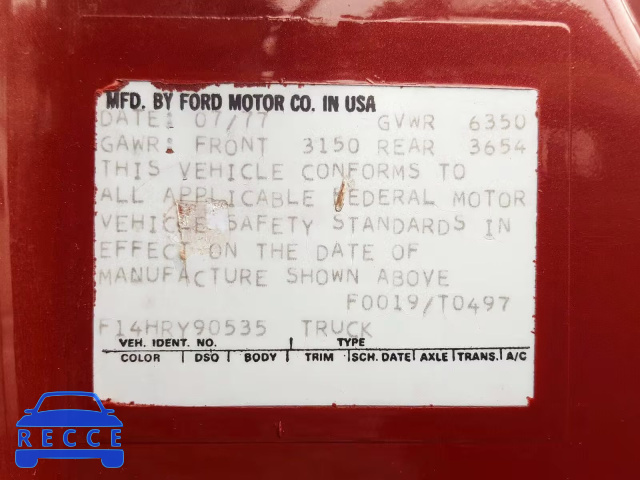 MFD. BY FORD MOTOR CO. IN USA
DATE: 07/77 GVWR 6350
GAWR: FRONT 3150 REAR 3654
THIS VEHICLE CONFORMS TO
ALL APPLICABLE FEDERAL MOTOR
VEHICLE SAFETY STANDARDS IN
EFFECT ON THE DATE OF
MANUFACTURE SHOWN ABOVE
F0019/T0497
F14HRY90535 TRUCK
VEH. IDENT. NO. TYPE
COLOR DSO BODY TRIM SCH. DATE AXLE TRANS. A/C
RECCE